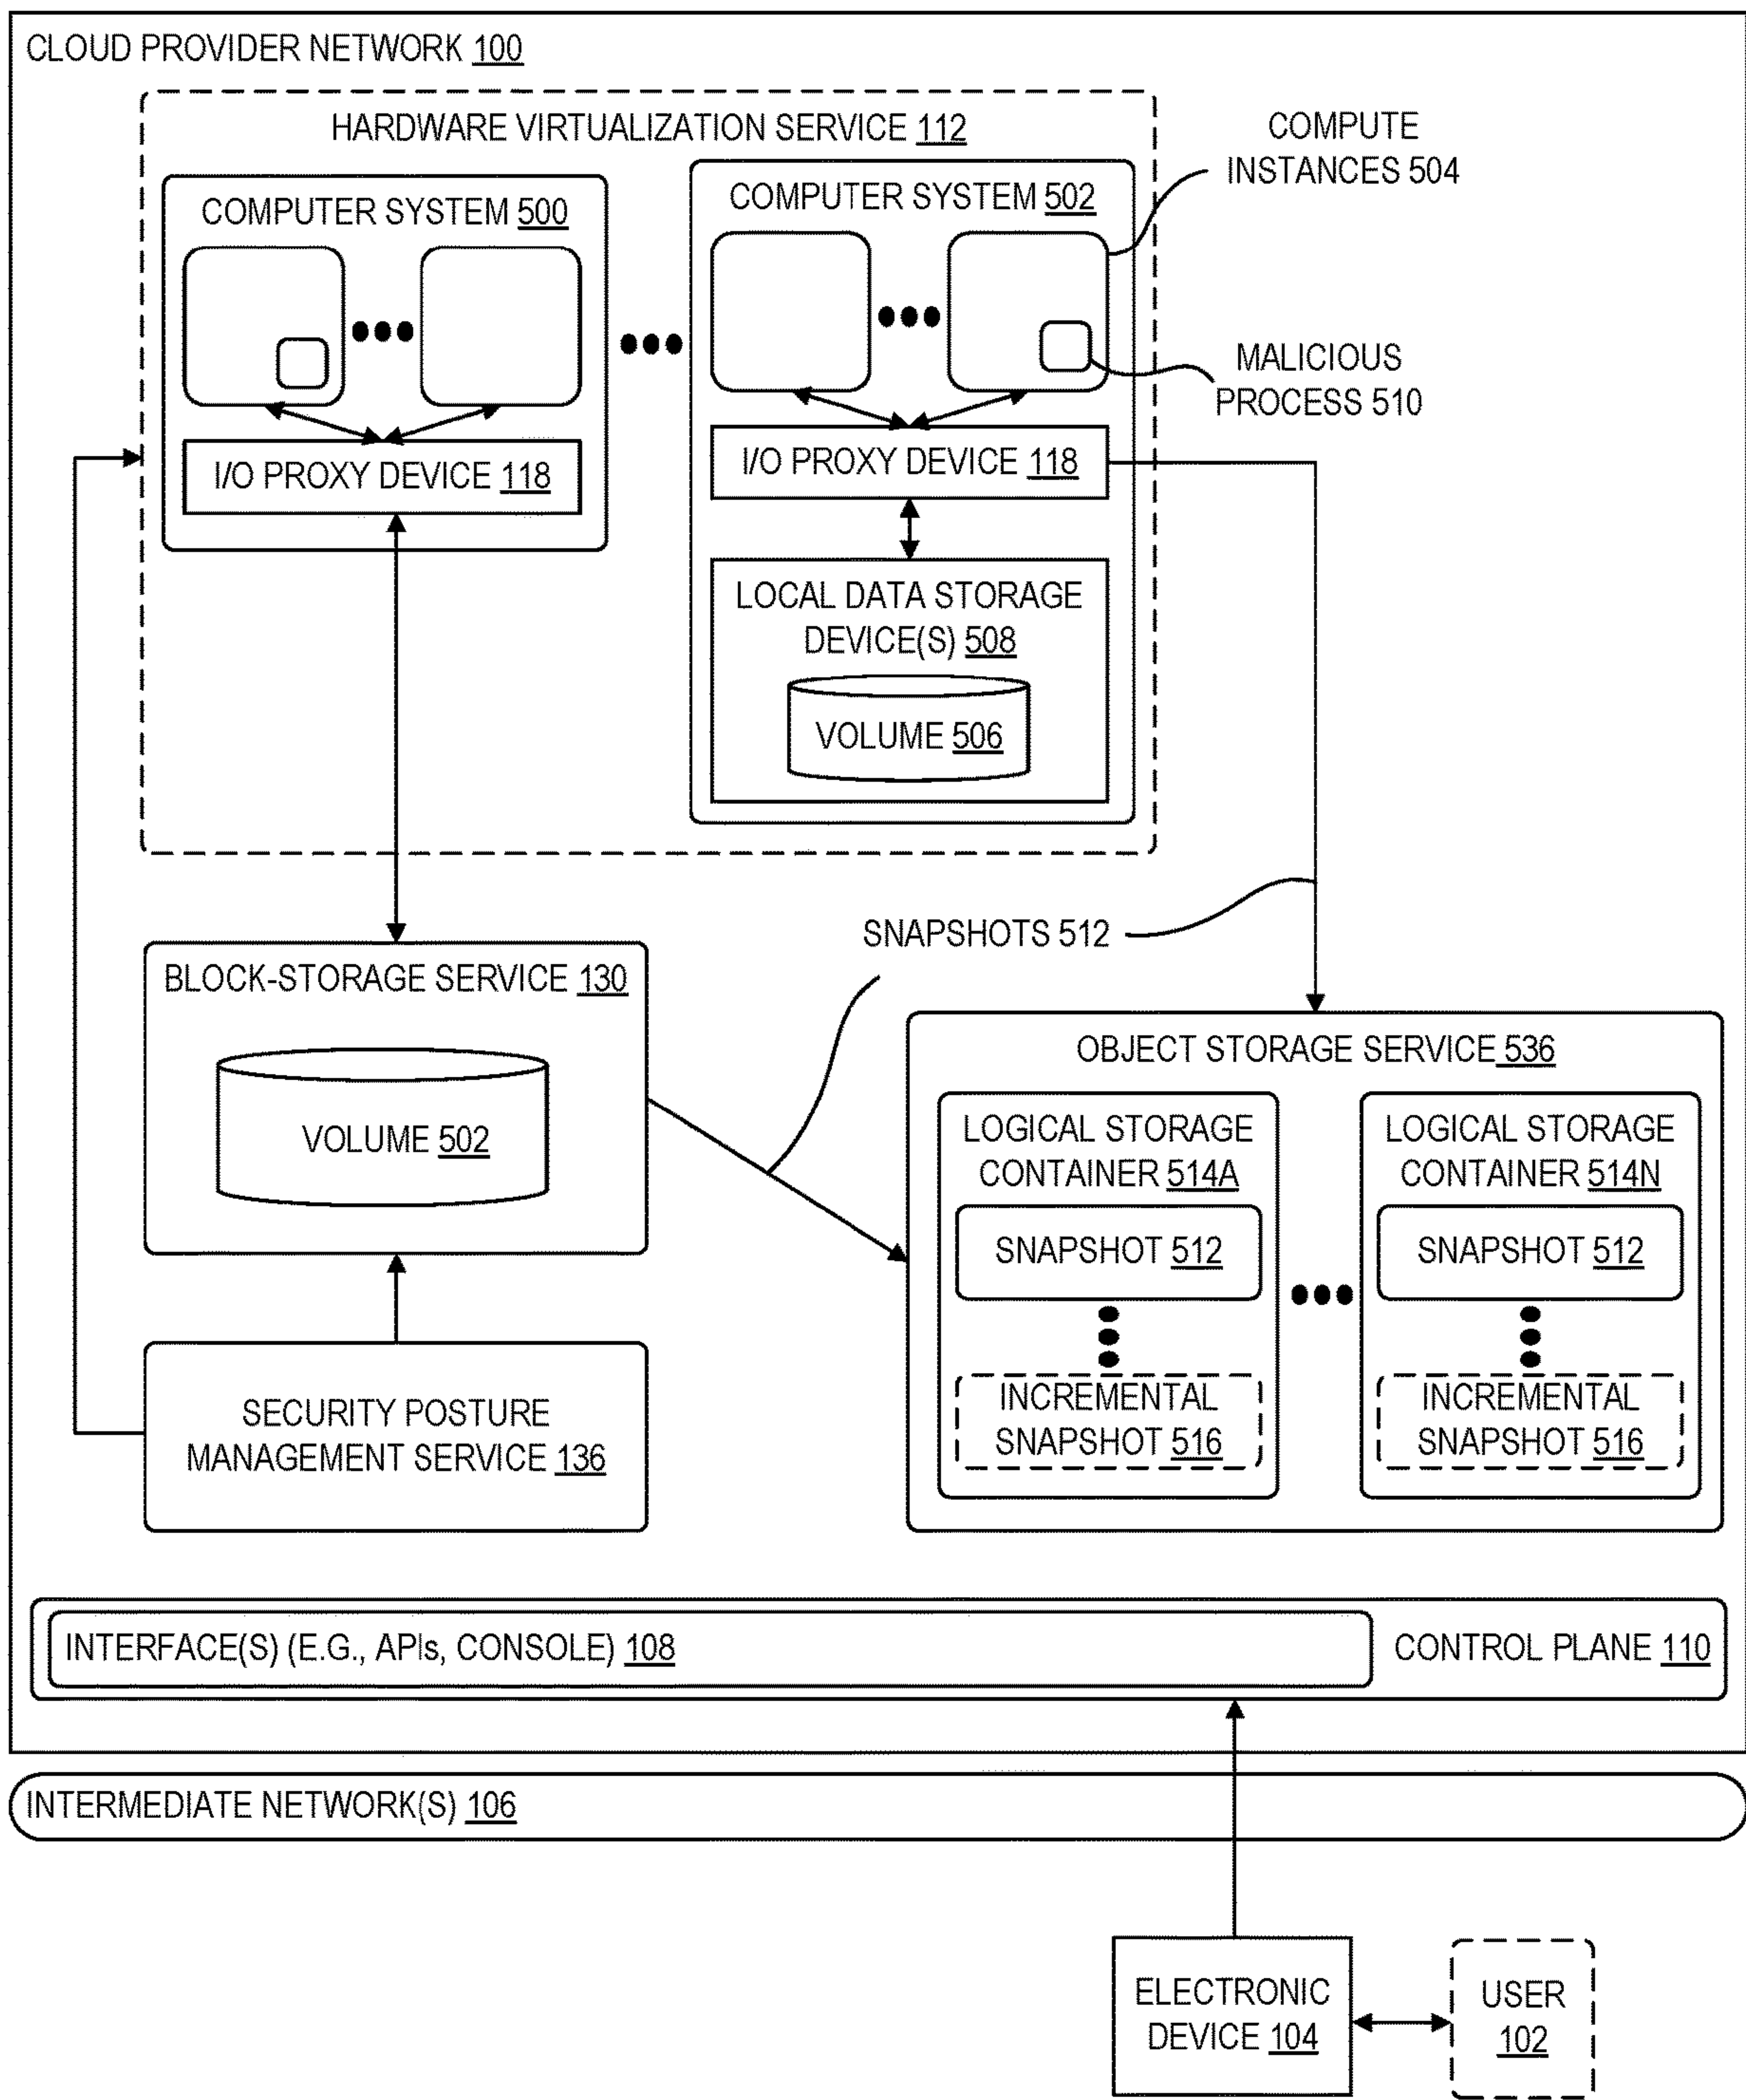 CLOUD PROVIDER NETWORK 100
HARDWARE VIRTUALIZATION SERVICE 112
COMPUTE
INSTANCES 504
COMPUTER SYSTEM 500
COMPUTER SYSTEM 502
MALICIOUS
PROCESS 510
I/O PROXY DEVICE 118
I/O PROXY DEVICE 118
LOCAL DATA STORAGE
DEVICE(S) 508
VOLUME 506
SNAPSHOTS 512
BLOCK-STORAGE SERVICE 130
VOLUME 502
OBJECT STORAGE SERVICE 536
LOGICAL STORAGE
CONTAINER 514A
SNAPSHOT 512
INCREMENTAL
SNAPSHOT 516
LOGICAL STORAGE
CONTAINER 514N
SNAPSHOT 512
INCREMENTAL
SNAPSHOT 516
SECURITY POSTURE
MANAGEMENT SERVICE 136
INTERFACE(S) (E.G., APIs, CONSOLE) 108
CONTROL PLANE 110
INTERMEDIATE NETWORK(S) 106
ELECTRONIC
DEVICE 104
USER
102